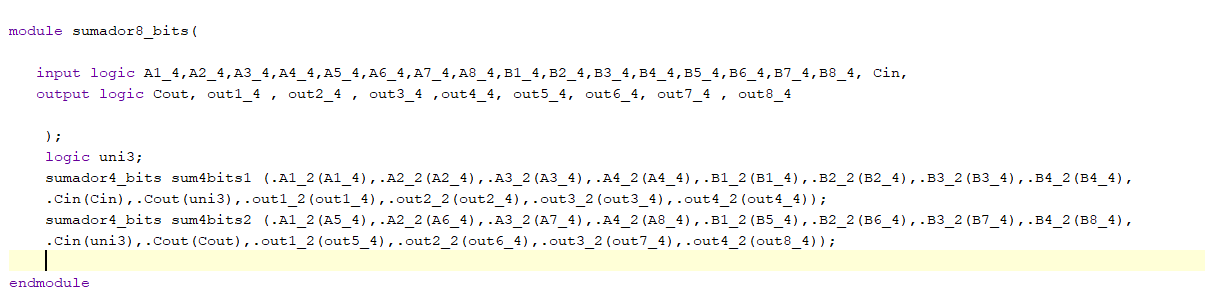 module sumador8_bits(
input logic A1_4,A2_4,A3_4,A4_4,A5_4,A6_4,A7_4,A8_4,B1_4,B2_4,B3_4,B4_4,B5_4,B6_4,B7_4,B8_4, Cin,
output logic Cout, out1_4 , out2_4 , out3_4 ,out4_4, out5_4, out6_4, out7_4 , out8_4
);
logic uni3;
sumador4_bits sum4bits1 (.A1_2(A1_4),.A2_2(A2_4),.A3_2(A3_4),.A4_2(A4_4),.B1_2(B1_4),.B2_2(B2_4),.B3_2(B3_4),.B4_2(B4_4),
.Cin(Cin),.Cout(uni3),.out1_2(out1_4),.out2_2(out2_4),.out3_2(out3_4),.out4_2(out4_4));
sumador4_bits sum4bits2 (.A1_2(A5_4),.A2_2(A6_4),.A3_2(A7_4),.A4_2(A8_4),.B1_2(B5_4),.B2_2(B6_4),.B3_2(B7_4),.B4_2(B8_4),
.Cin(uni3),.Cout(Cout),.out1_2(out5_4),.out2_2(out6_4),.out3_2(out7_4),.out4_2(out8_4));
endmodule